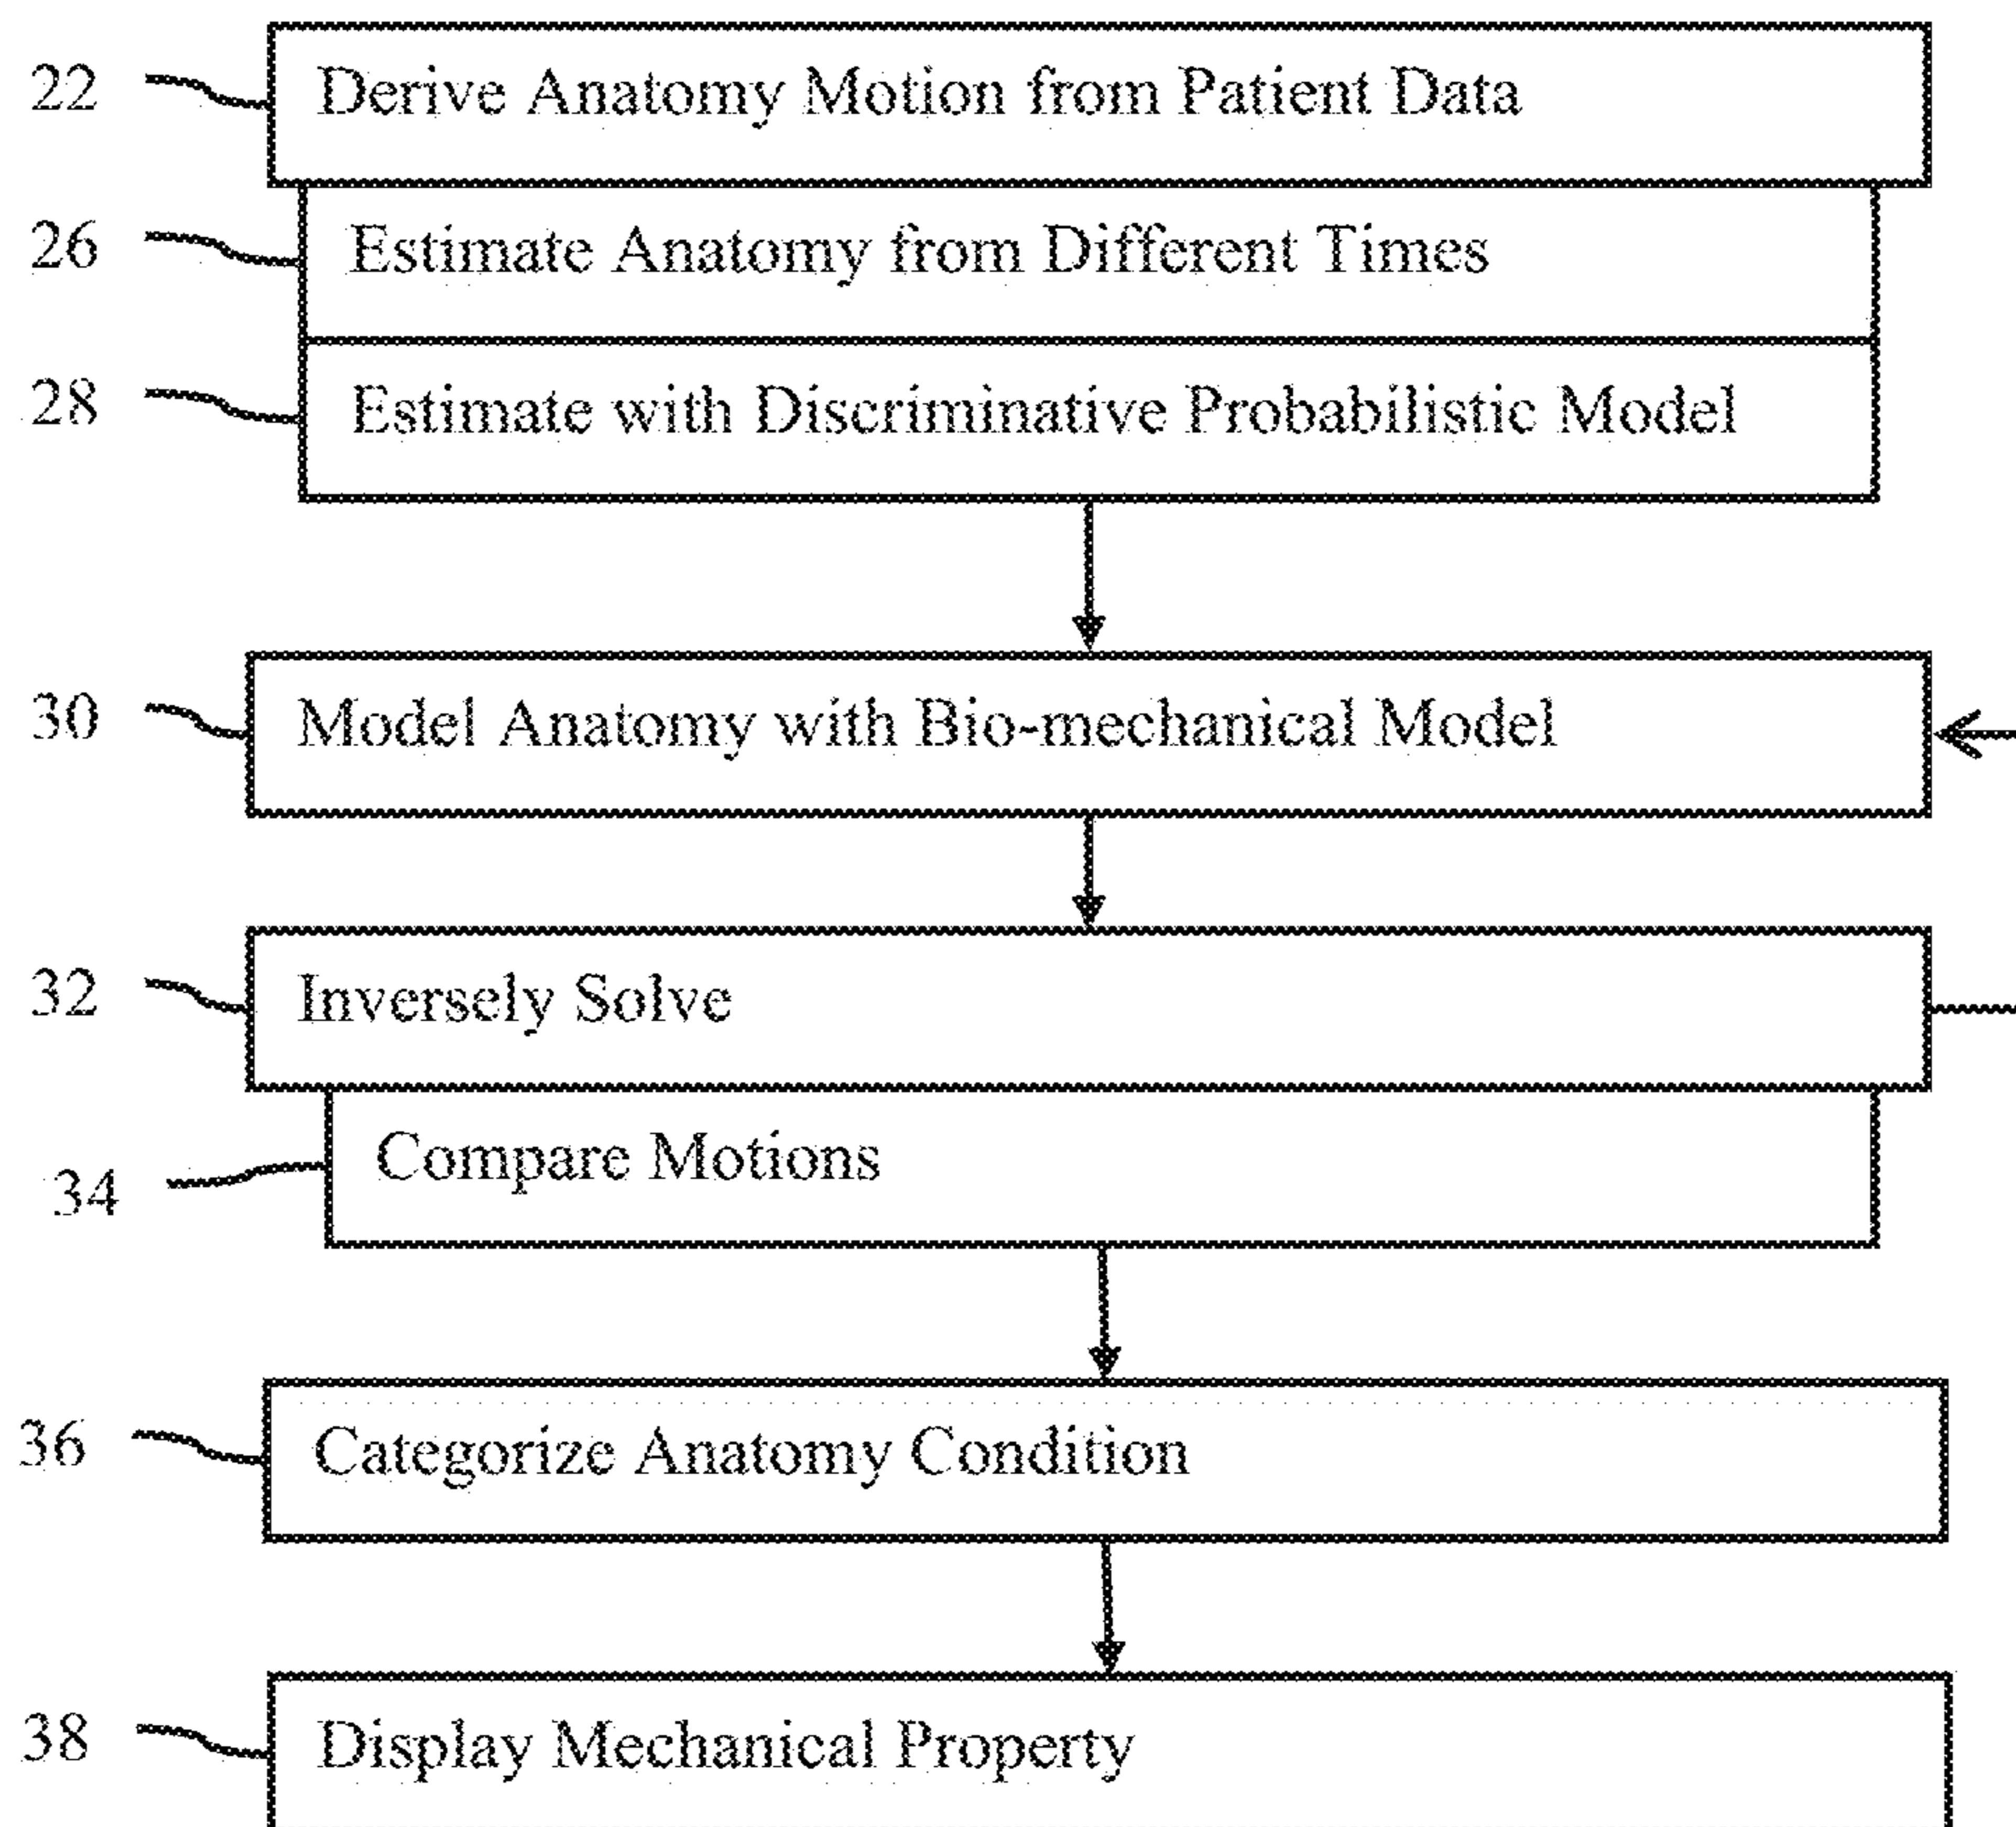 22 Derive Anatomy Motion from Patient Data
26 Estimate Anatomy from Different Times
28 Estimate with Discriminative Probabilistic Model
30 Model Anatomy with Bio-mechanical Model
32 Inversely Solve
34 Compare Motions
36 Categorize Anatomy Condition
38 Display Mechanical Property